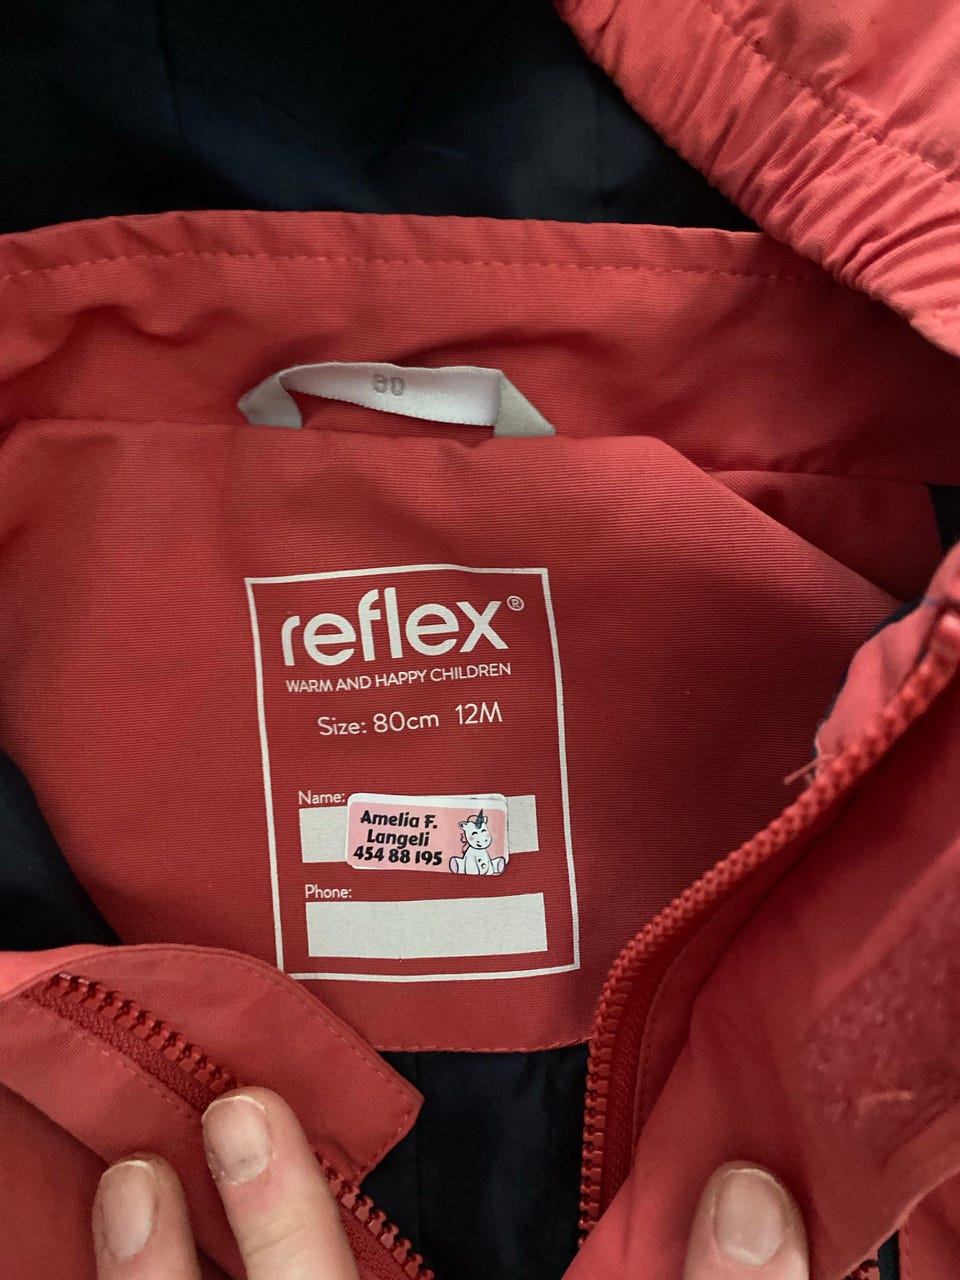 80
reflex®
WARM AND HAPPY CHILDREN
Size: 80cm 12M
Name:
Amelia F.
Langeli
454 88 195
Phone: